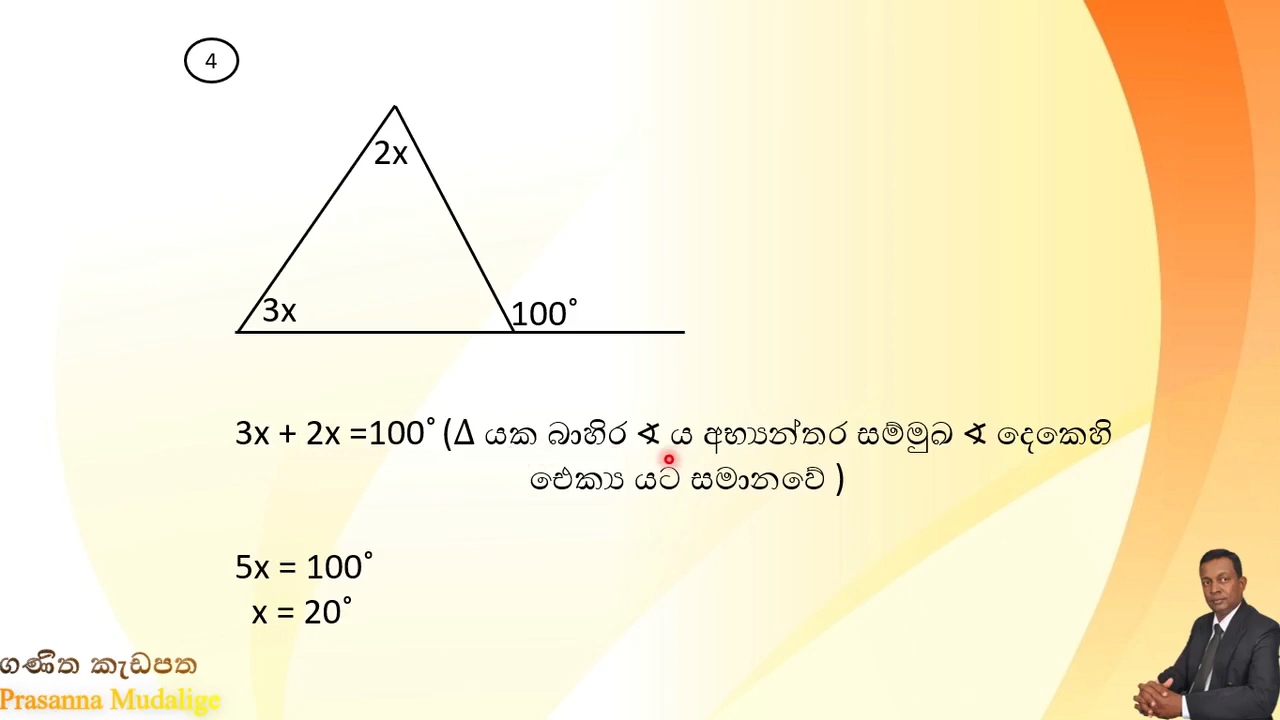 4
2x
3x
100°
3x + 2x =100° (Δ යක බාහිර ∢ ය අභ්‍යන්තර සම්මුඛ ∢ දෙකෙහි
ඓක්‍ය යට සමානවේ )
5x = 100°
x = 20°
ගණිත කැඩපත
Prasanna Mudalige